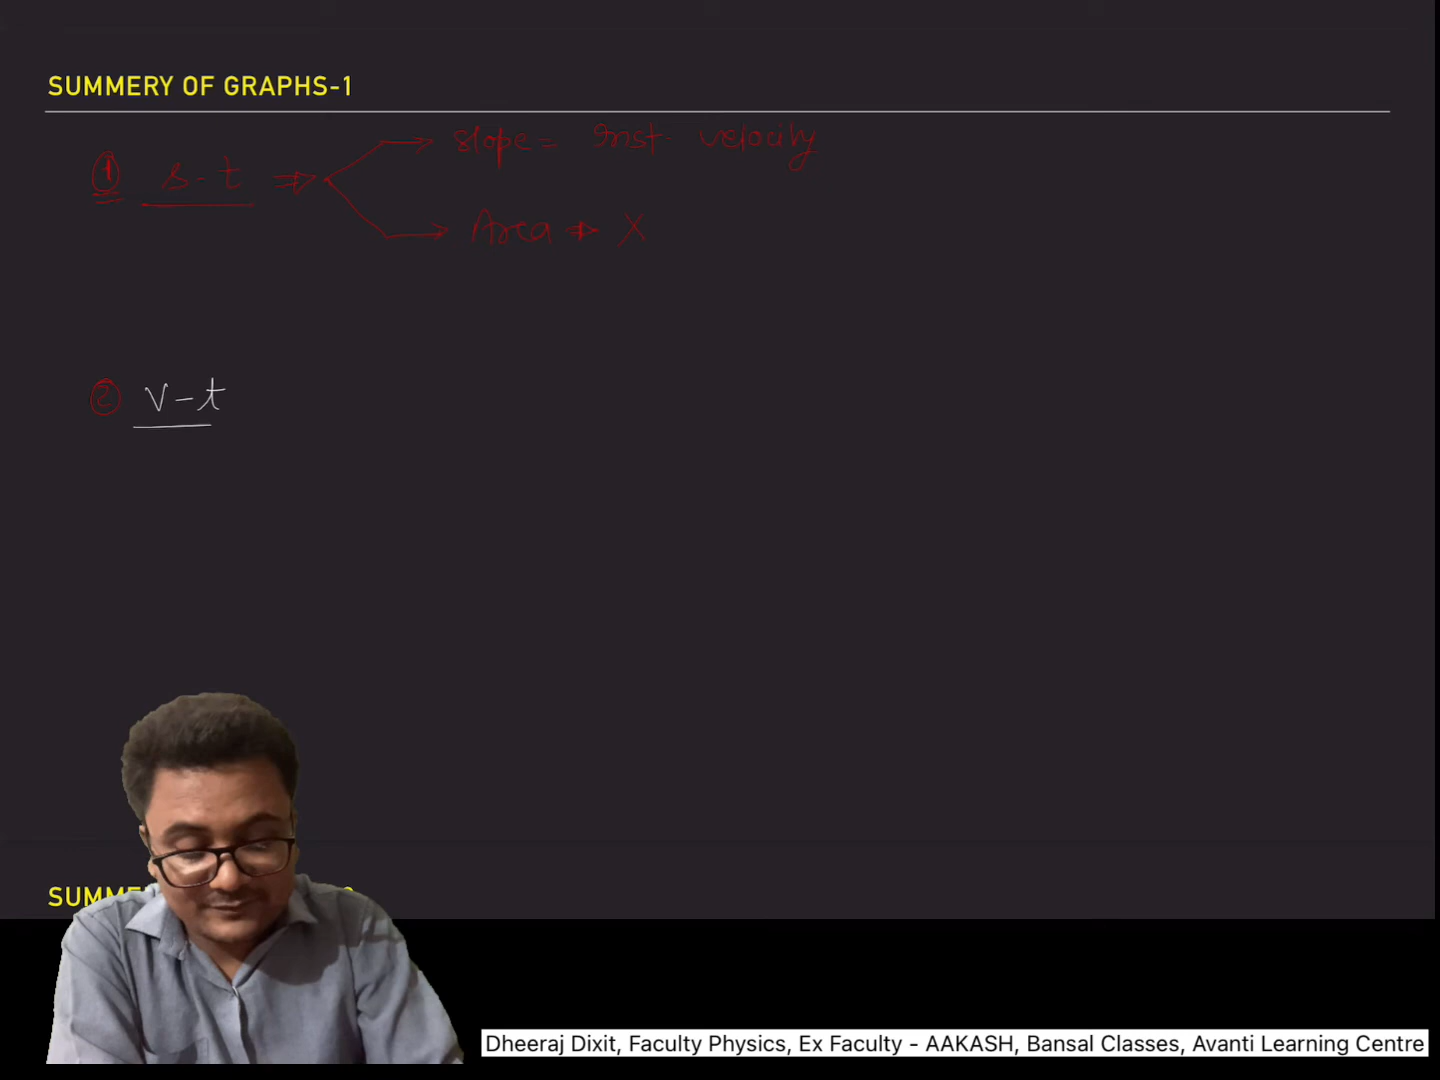 SUMMERY OF GRAPHS-1
① s-t ⇒ → slope = Inst. velocity
→ Area ⇒ X
② v-t
SUMME
Dheeraj Dixit, Faculty Physics, Ex Faculty - AAKASH, Bansal Classes, Avanti Learning Centre